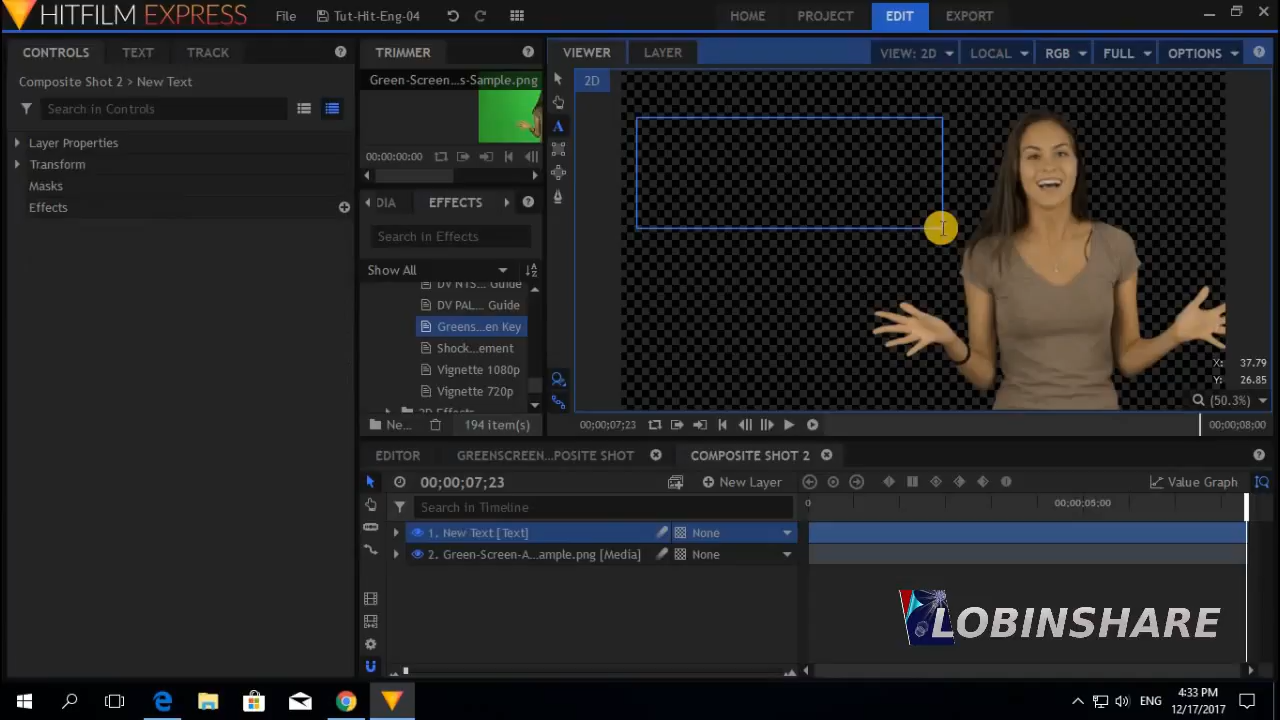 HITFILM EXPRESS
File
Tut-Hit-Eng-04
HOME
PROJECT
EDIT
EXPORT
CONTROLS
TEXT
TRACK
Composite Shot 2 > New Text
Search in Controls
Layer Properties
Transform
Masks
Effects
TRIMMER
Green-Screen...s-Sample.png
00:00:00:00
DIA
EFFECTS
Search in Effects
Show All
DV NTS... Guide
DV PAL... Guide
Greens...en Key
Shock...ement
Vignette 1080p
Vignette 720p
2D Effects
Ne...
194 item(s)
VIEWER
LAYER
VIEW: 2D
LOCAL
RGB
FULL
OPTIONS
2D
X: 37.79
Y: 26.85
(50.3%)
00;00;07;23
00;00;08;00
EDITOR
GREENSCREEN...POSITE SHOT
COMPOSITE SHOT 2
00;00;07;23
New Layer
Value Graph
Search in Timeline
0
00;00;05;00
1. New Text [Text]
None
2. Green-Screen-A...ample.png [Media]
None
LOBINSHARE
ENG
4:33 PM
12/17/2017